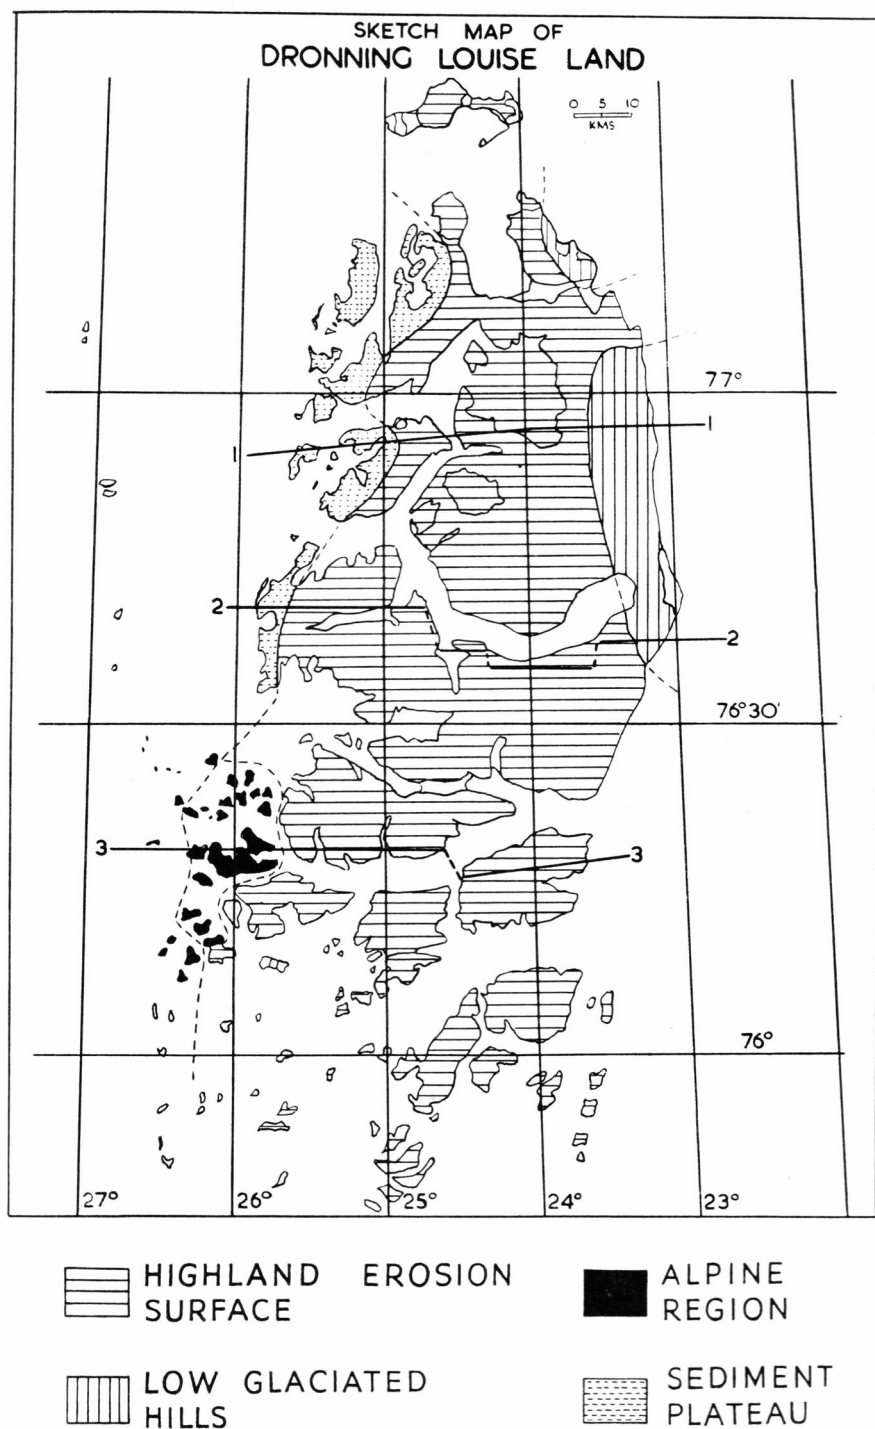 SKETCH MAP OF
DRONNING LOUISE LAND
0 5 10
KMS
77°
1 1
2 2
76°30'
3 3
76°
27° 26° 25° 24° 23°
HIGHLAND EROSION
SURFACE
ALPINE
REGION
LOW GLACIATED
HILLS
SEDIMENT
PLATEAU